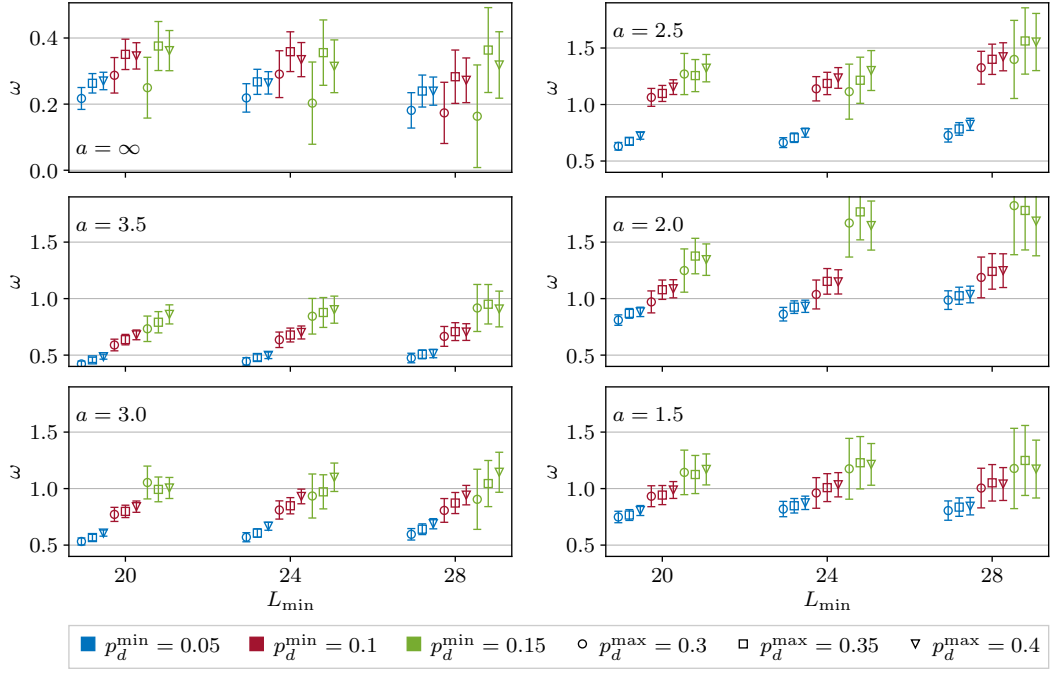 0.4
0.2
0.0
ω
a = ∞
1.5
1.0
0.5
ω
a = 2.5
1.5
1.0
0.5
ω
a = 3.5
1.5
1.0
0.5
ω
a = 2.0
1.5
1.0
0.5
ω
a = 3.0
20 24 28
L_min
1.5
1.0
0.5
ω
a = 1.5
20 24 28
L_min
p_d^min = 0.05 p_d^min = 0.1 p_d^min = 0.15 p_d^max = 0.3 p_d^max = 0.35 p_d^max = 0.4